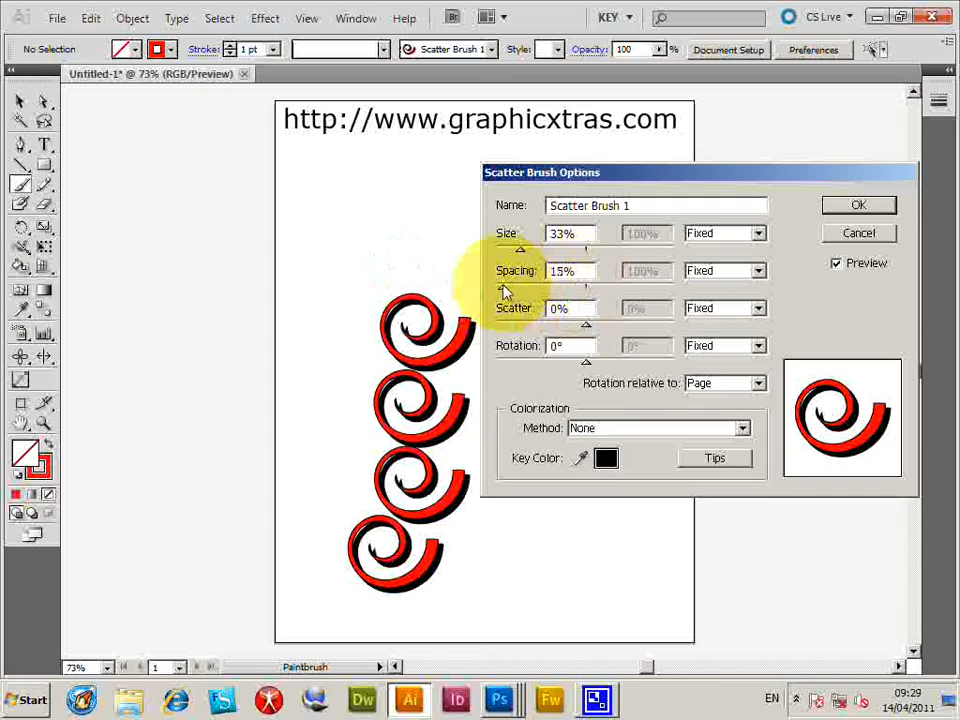 Ai File Edit Object Type Select Effect View Window Help Br KEY CS Live
No Selection Stroke: 1 pt Scatter Brush 1 Style: Opacity: 100 % Document Setup Preferences
Untitled-1* @ 73% (RGB/Preview)
http://www.graphicxtras.com
Scatter Brush Options
Name: Scatter Brush 1 OK
Size: 33% 100% Fixed Cancel
Spacing: 15% 100% Fixed Preview
Scatter: 0% 0% Fixed
Rotation: 0° 0° Fixed
Rotation relative to: Page
Colorization
Method: None
Key Color: Tips
73% 1 Paintbrush
Start Dw Ai Id Ps Fw EN 09:29
14/04/2011